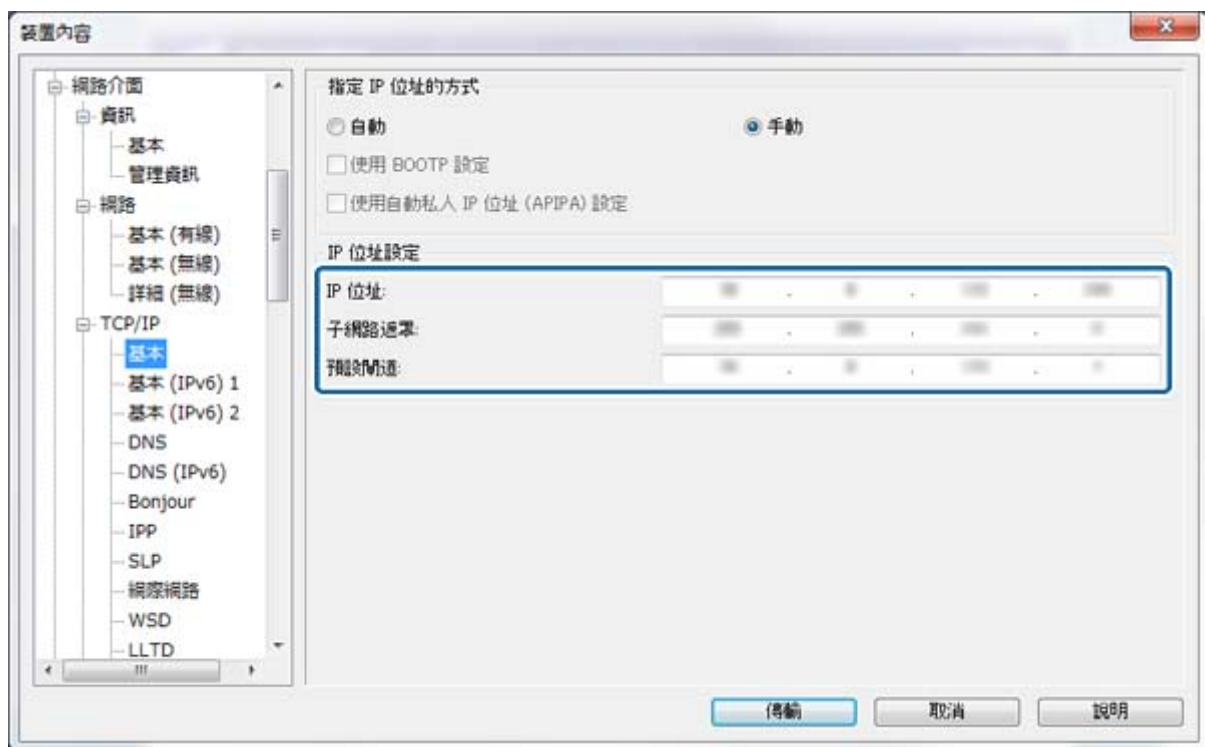 裝置內容
網路介面
資訊
基本
管理資訊
網路
基本 (有線)
基本 (無線)
詳細 (無線)
TCP/IP
基本
基本 (IPv6) 1
基本 (IPv6) 2
DNS
DNS (IPv6)
Bonjour
IPP
SLP
網際網路
WSD
LLTD
指定 IP 位址的方式
自動
手動
使用 BOOTP 設定
使用自動私人 IP 位址 (APIPA) 設定
IP 位址設定
IP 位址:
子網路遮罩:
預設閘道:
傳輸
取消
說明